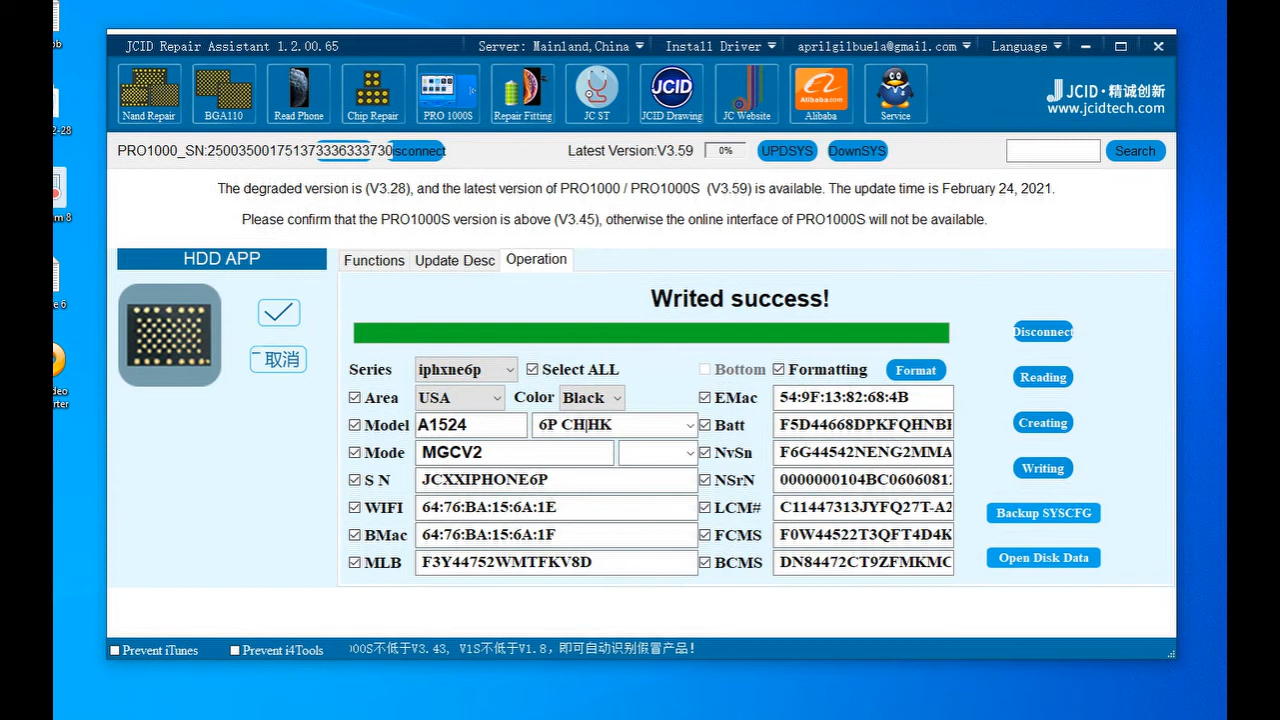 JCID Repair Assistant 1.2.00.65 Server: Mainland,China Install Driver aprilgilbuela@gmail.com Language
Nand Repair BGA110 Read Phone Chip Repair PRO 1000S Repair Fitting JC ST JCID Drawing JC Website Alibaba Service
JCID
Alibaba.com
JCID·精诚创新
www.jcidtech.com
PRO1000_SN:250035001751373336333730 isconnect Latest Version:V3.59 0% UPDSYS DownSYS Search
The degraded version is (V3.28), and the latest version of PRO1000 / PRO1000S (V3.59) is available. The update time is February 24, 2021.
Please confirm that the PRO1000S version is above (V3.45), otherwise the online interface of PRO1000S will not be available.
HDD APP
取消
Functions Update Desc Operation
Writed success!
Disconnect
Series iphxne6p Select ALL Bottom Formatting Format
Reading
Area USA Color Black EMac 54:9F:13:82:68:4B
Model A1524 6P CHHK Batt F5D44668DPKFQHNBI
Creating
Mode MGCV2 NvSn F6G44542NENG2MMA
Writing
S N JCXXIPHONE6P NSrN 0000000104BC0606081
WIFI 64:76:BA:15:6A:1E LCM# C11447313JYFQ27T-A2
Backup SYSCFG
BMac 64:76:BA:15:6A:1F FCMS F0W44522T3QFT4D4K
MLB F3Y44752WMTFKV8D BCMS DN84472CT9ZFMKMC
Open Disk Data
Prevent iTunes Prevent i4Tools 00S不低于V3.43, V1S不低于V1.8，即可自动识别假冒产品！
2-28
m 8
e 6